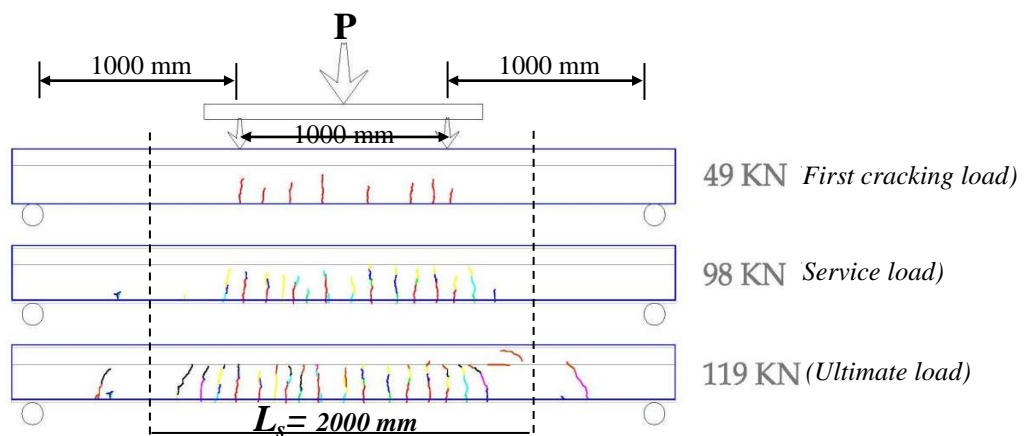 P
1000 mm 1000 mm
1000 mm
49 KN First cracking load)
98 KN Service load)
119 KN (Ultimate load)
Ls= 2000 mm